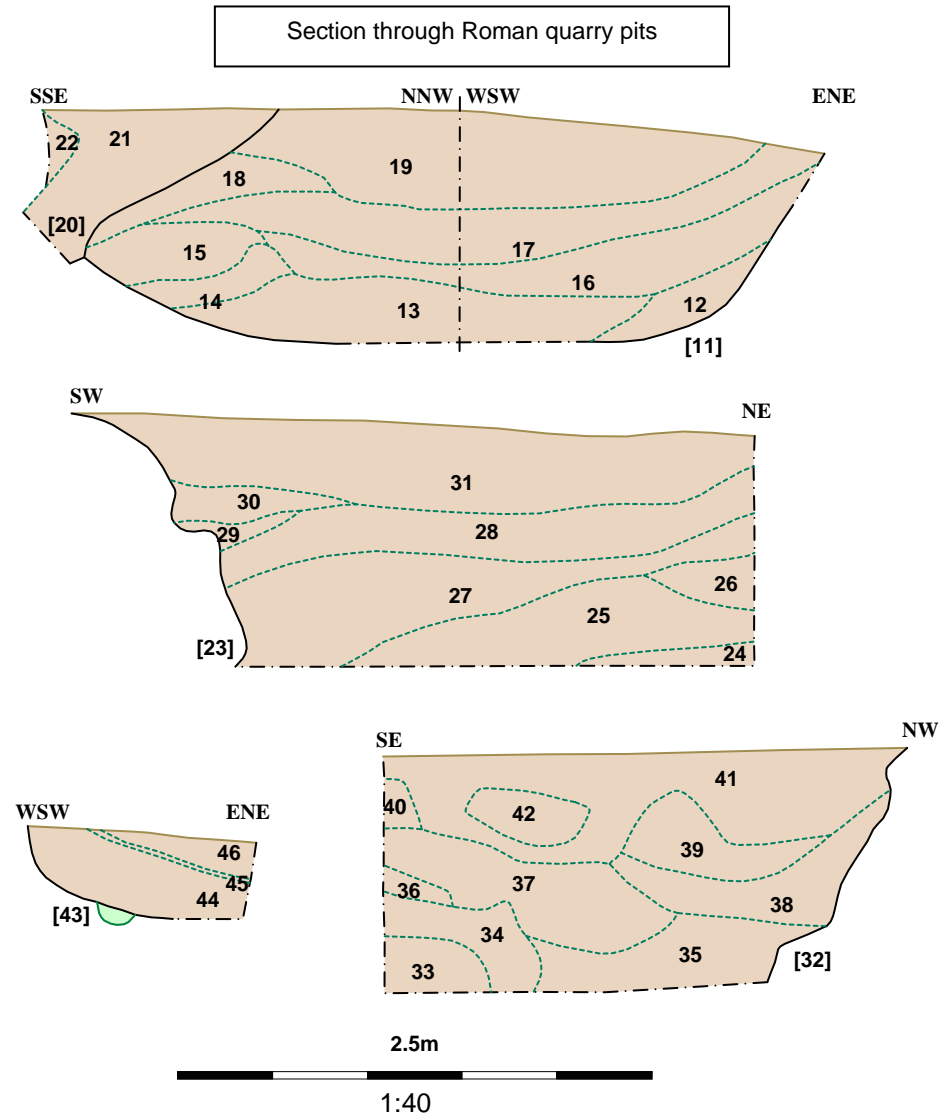 Section through Roman quarry pits
SSE NNW WSW ENE
22 21 19
18
[20]
15 17
16
14 13 12
[11]
SW NE
31
30
29 28
27 26
25
[23] 24
SE NW
41
40 42
WSW ENE
39
46
45 36 37
44 38
[43] 34
35 [32]
33
2.5m
1:40